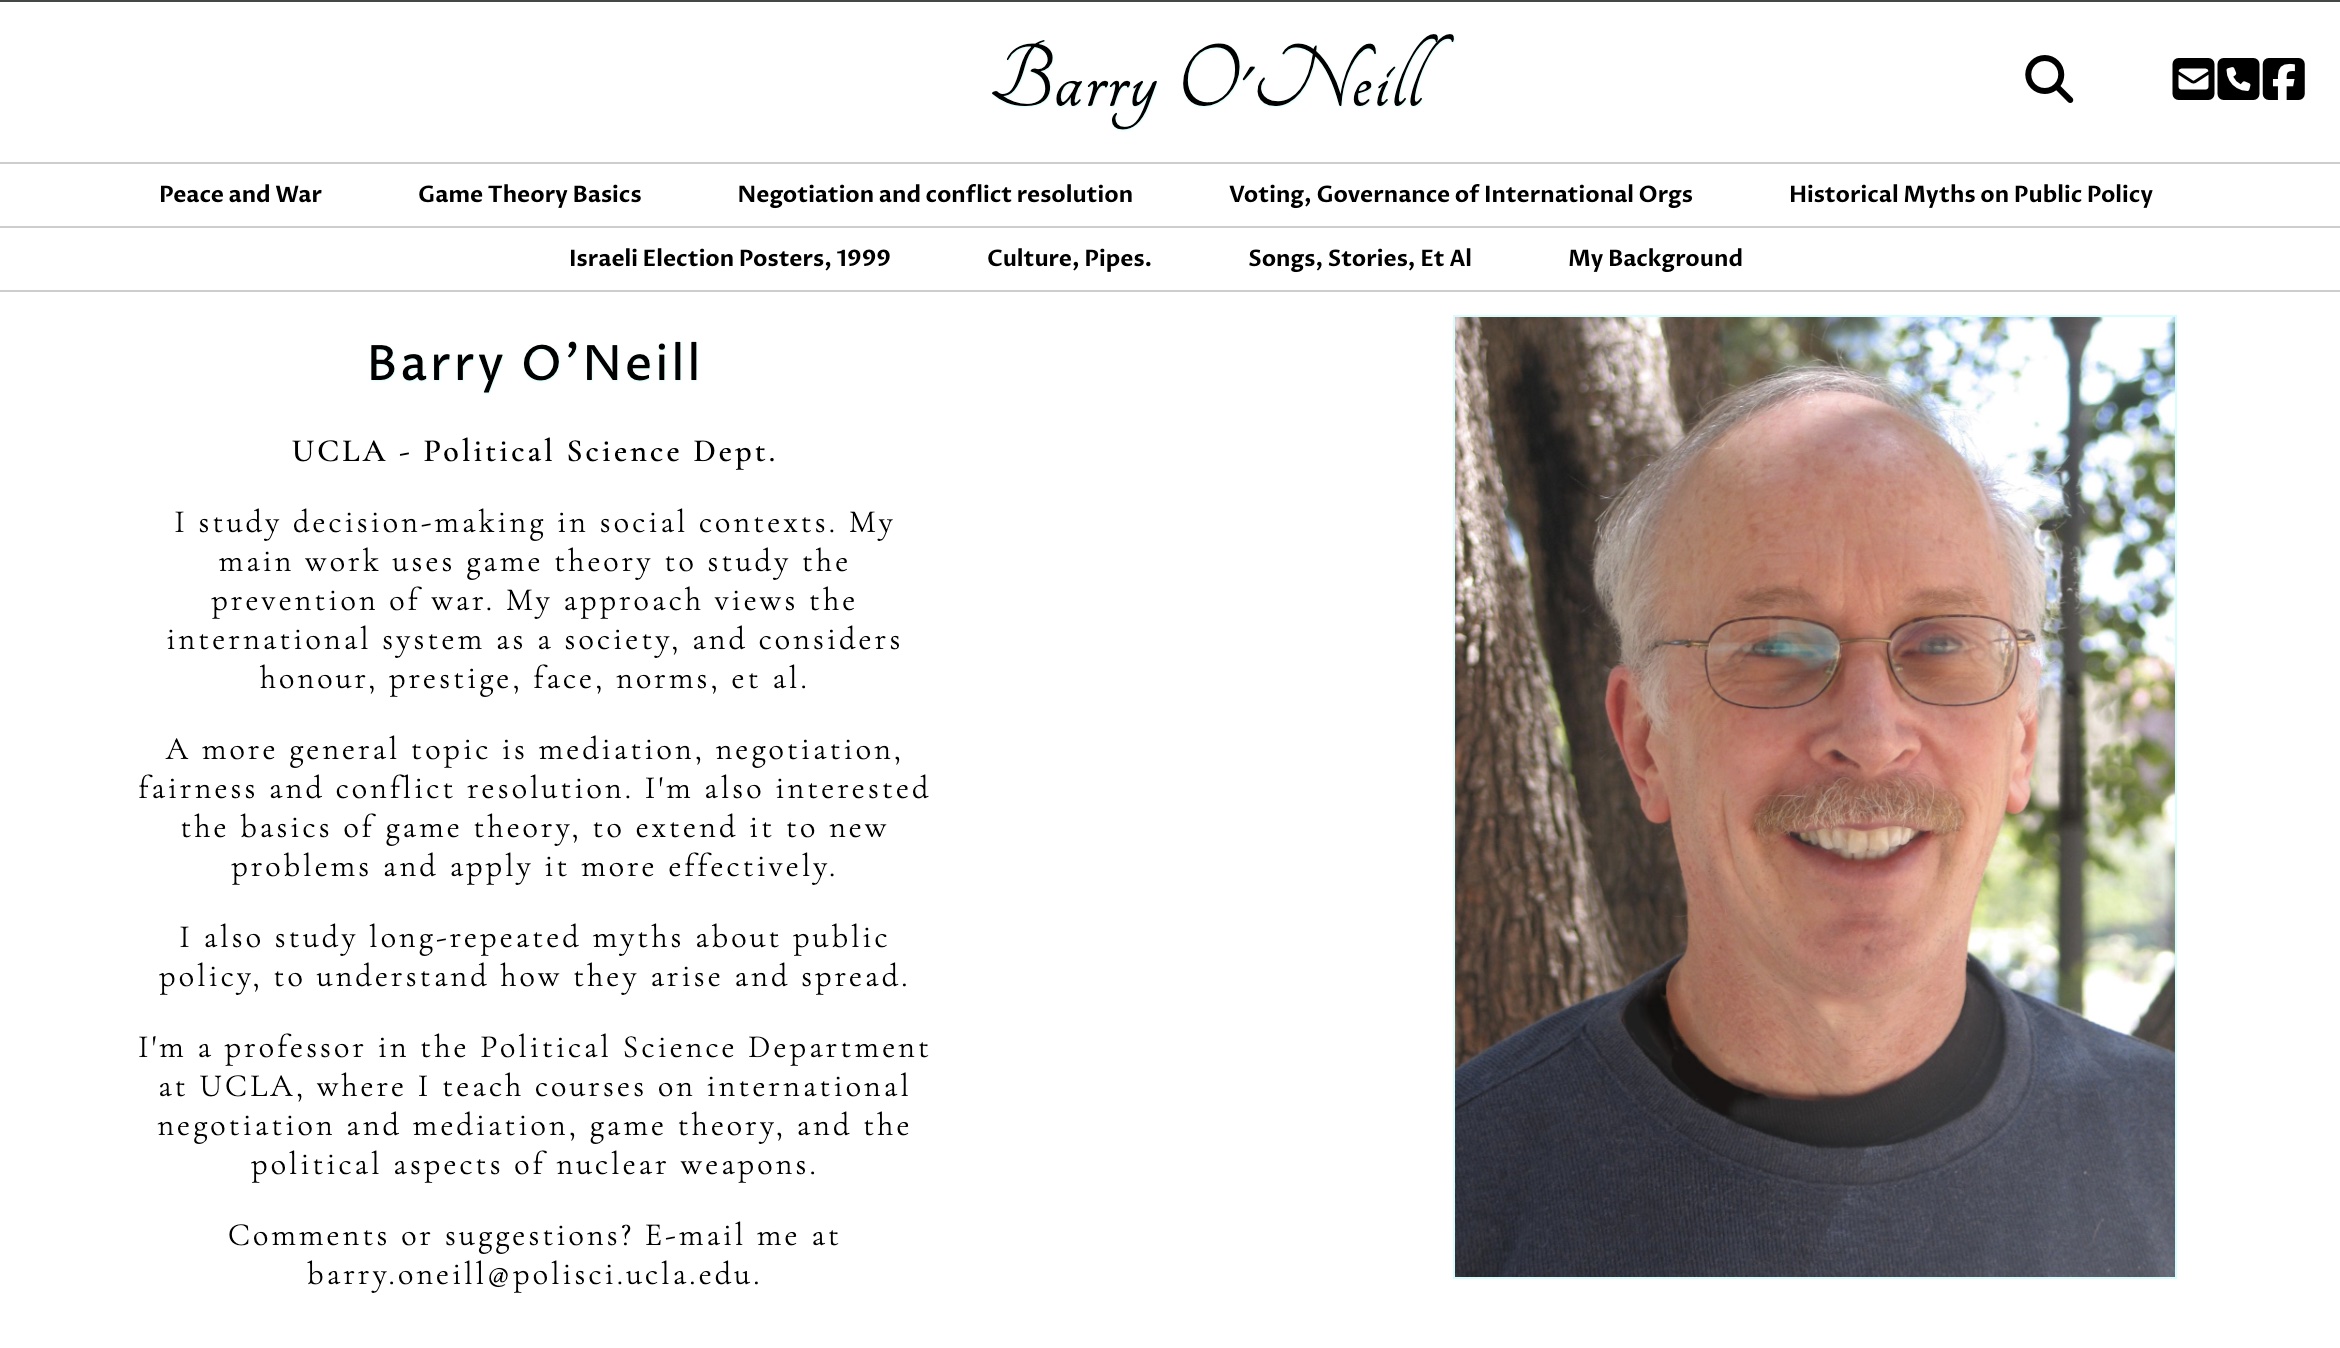 Barry O'Neill
Peace and War Game Theory Basics Negotiation and conflict resolution Voting, Governance of International Orgs Historical Myths on Public Policy
Israeli Election Posters, 1999 Culture, Pipes. Songs, Stories, Et Al My Background
Barry O’Neill
UCLA - Political Science Dept.
I study decision-making in social contexts. My
main work uses game theory to study the
prevention of war. My approach views the
international system as a society, and considers
honour, prestige, face, norms, et al.
A more general topic is mediation, negotiation,
fairness and conflict resolution. I'm also interested
the basics of game theory, to extend it to new
problems and apply it more effectively.
I also study long-repeated myths about public
policy, to understand how they arise and spread.
I'm a professor in the Political Science Department
at UCLA, where I teach courses on international
negotiation and mediation, game theory, and the
political aspects of nuclear weapons.
Comments or suggestions? E-mail me at
barry.oneill@polisci.ucla.edu.